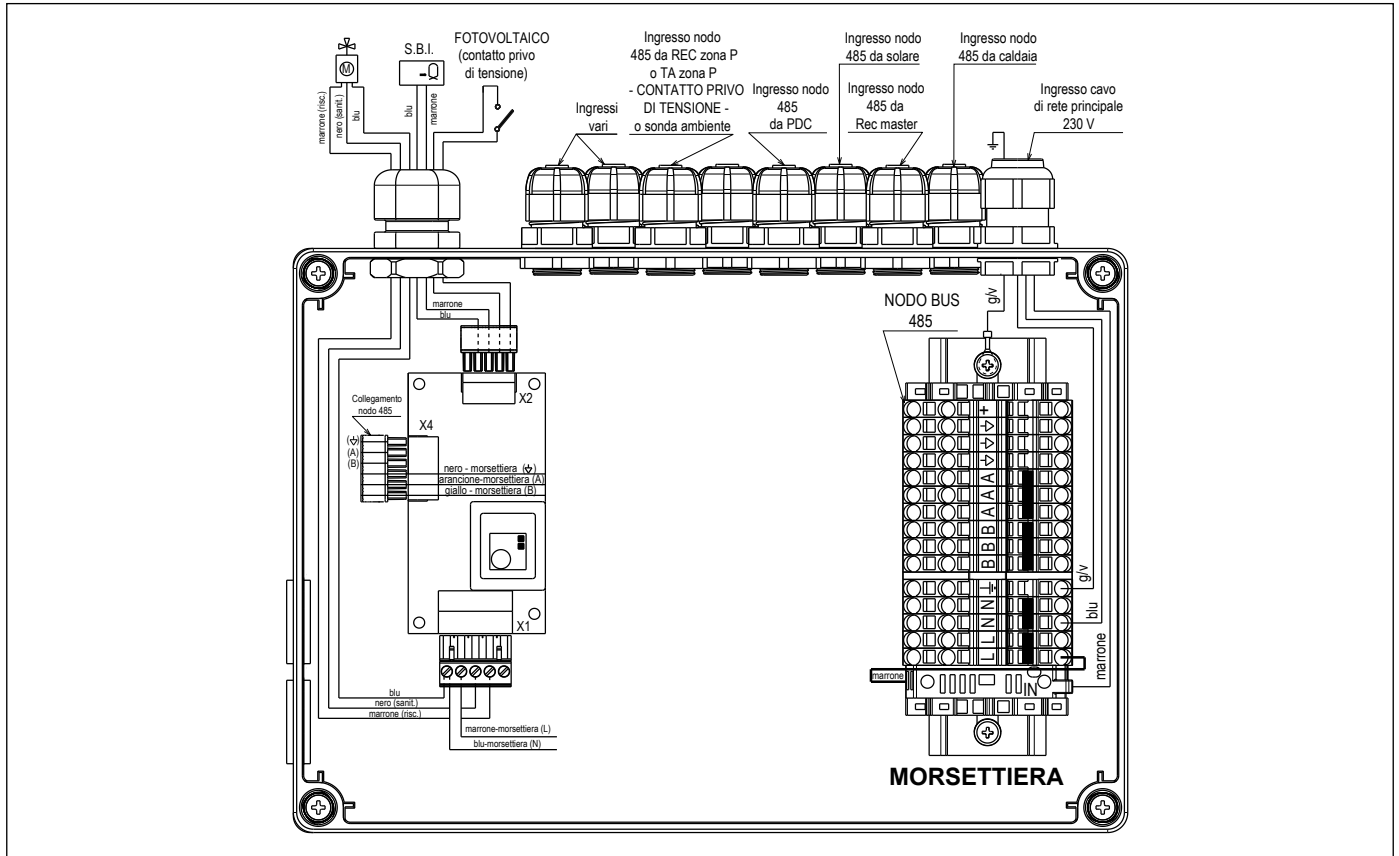 S.B.I.
FOTOVOLTAICO
(contatto privo
di tensione)
M
Q
marrone (risc.)
nero (sanit.)
blu
blu
marrone
Ingressi
vari
Ingresso nodo
485 da REC zona P
o TA zona P
- CONTATTO PRIVO
DI TENSIONE -
o sonda ambiente
Ingresso nodo
485
da PDC
Ingresso nodo
485 da solare
Ingresso nodo
485 da
Rec master
Ingresso nodo
485 da caldaia
Ingresso cavo
di rete principale
230 V
marrone
blu
g/v
NODO BUS
485
X2
Collegamento
nodo 485
X4
(A)
(B)
nero - morsettiera
arancione-morsettiera (A)
giallo - morsettiera (B)
X1
blu
nero (sanit.)
marrone (risc.)
marrone-morsettiera (L)
blu-morsettiera (N)
+
A
A
A
B
B
B
N
N
L
L
g/v
blu
marrone
marrone
IN
MORSETTIERA